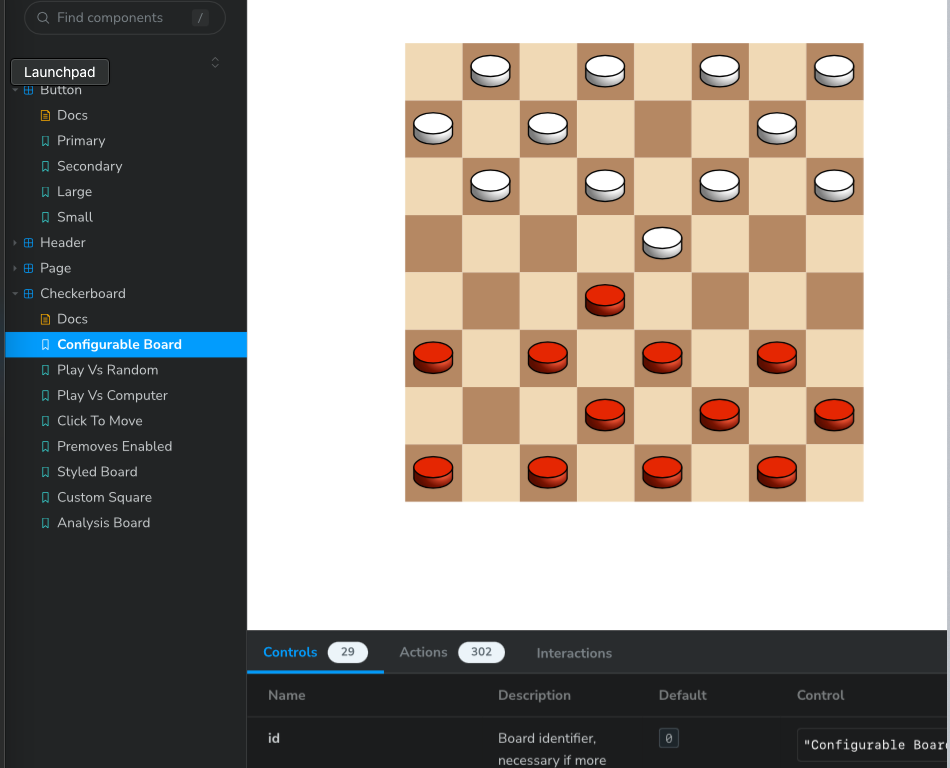 Find components
/
Launchpad
Button
Docs
Primary
Secondary
Large
Small
Header
Page
Checkerboard
Docs
Configurable Board
Play Vs Random
Play Vs Computer
Click To Move
Premoves Enabled
Styled Board
Custom Square
Analysis Board
Controls 29 Actions 302 Interactions
Name Description Default Control
id Board identifier, 0 "Configurable Boar
necessary if more